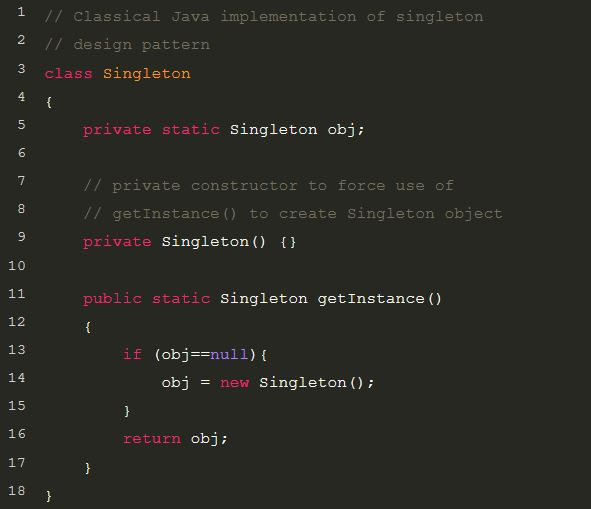 1 // Classical Java implementation of singleton
2 // design pattern
3 class Singleton
4 {
5     private static Singleton obj;
6
7     // private constructor to force use of
8     // getInstance() to create Singleton object
9     private Singleton() {}
10
11     public static Singleton getInstance()
12     {
13         if (obj==null){
14             obj = new Singleton();
15         }
16         return obj;
17     }
18 }